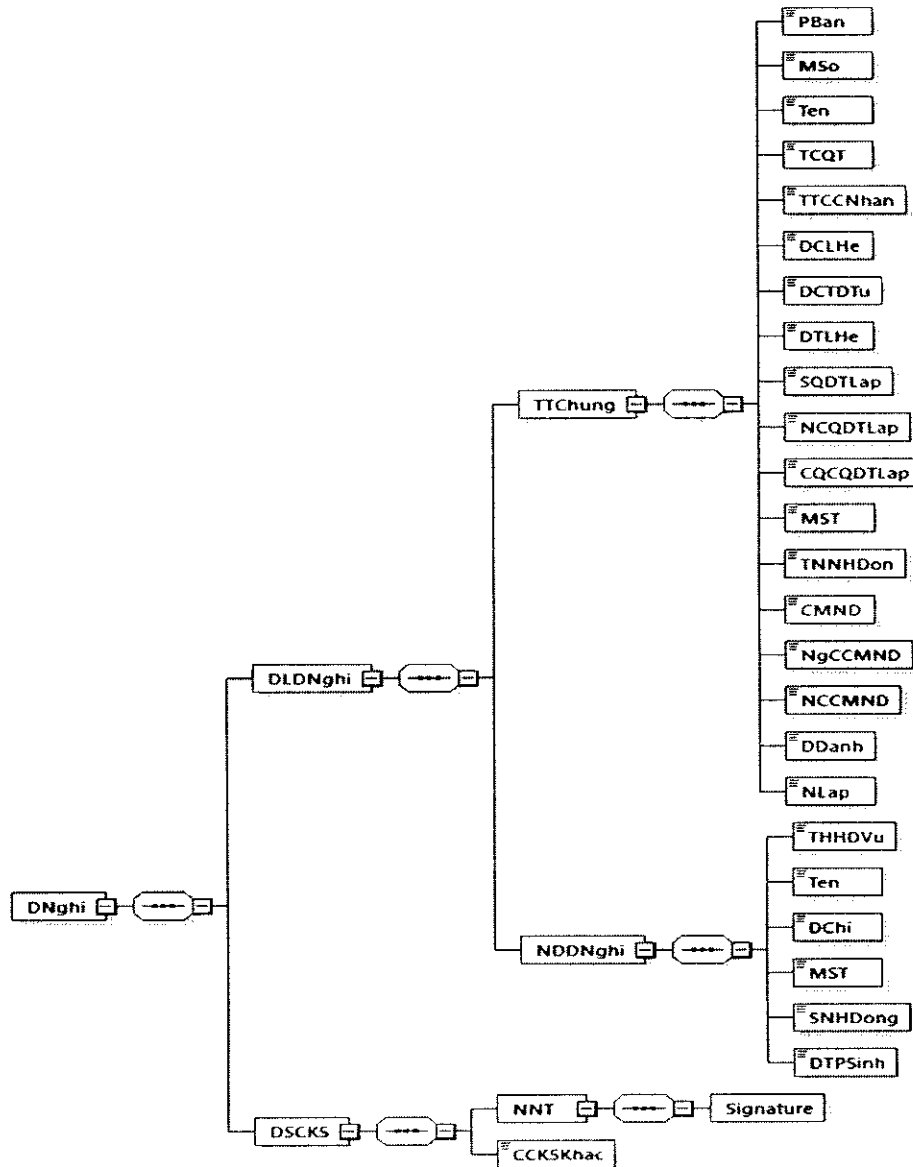 PBan
MSo
Ten
TCQT
TTCCNhan
DCLHe
DCTDTu
DTLHe
SQDTLap
TTChung
NCQDTLap
CQCQDTLap
MST
TNNHDon
CMND
NgCCMND
DLDNghi
NCCMND
DDanh
NLap
THHDVu
Ten
DNghi
DChi
NDDNghi
MST
SNHDong
DTPSinh
NNT
Signature
DSCKS
CCKSKhac